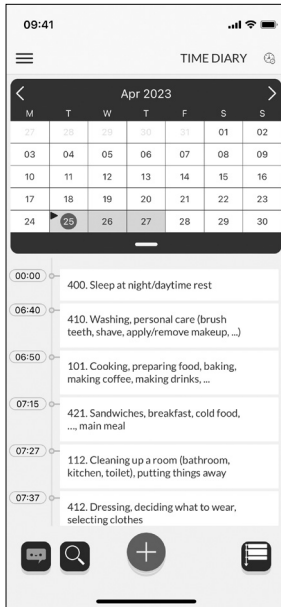 09:41
TIME DIARY
Apr 2023
M T W T F S S
27 28 29 30 31 01 02
03 04 05 06 07 08 09
10 11 12 13 14 15 16
17 18 19 20 21 22 23
24 25 26 27 28 29 30
00:00
400. Sleep at night/daytime rest
06:40
410. Washing, personal care (brush
teeth, shave, apply/remove makeup, ...)
06:50
101. Cooking, preparing food, baking,
making coffee, making drinks, ...
07:15
421. Sandwiches, breakfast, cold food,
..., main meal
07:27
112. Cleaning up a room (bathroom,
kitchen, toilet), putting things away
07:37
412. Dressing, deciding what to wear,
selecting clothes